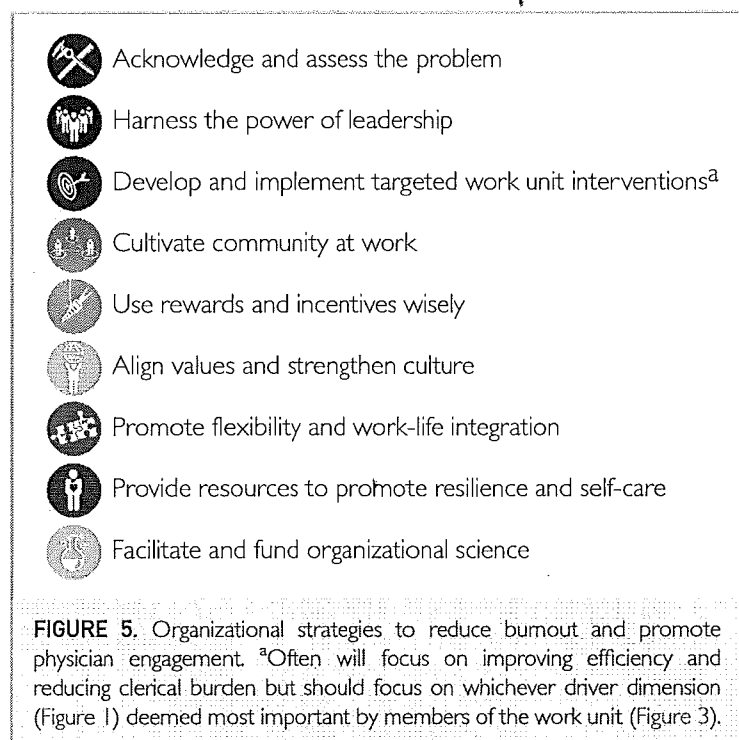 Acknowledge and assess the problem
Harness the power of leadership
Develop and implement targeted work unit interventionsᵃ
Cultivate community at work
Use rewards and incentives wisely
Align values and strengthen culture
Promote flexibility and work-life integration
Provide resources to promote resilience and self-care
Facilitate and fund organizational science
FIGURE 5. Organizational strategies to reduce burnout and promote
physician engagement. ᵃOften will focus on improving efficiency and
reducing clerical burden but should focus on whichever driver dimension
(Figure 1) deemed most important by members of the work unit (Figure 3).